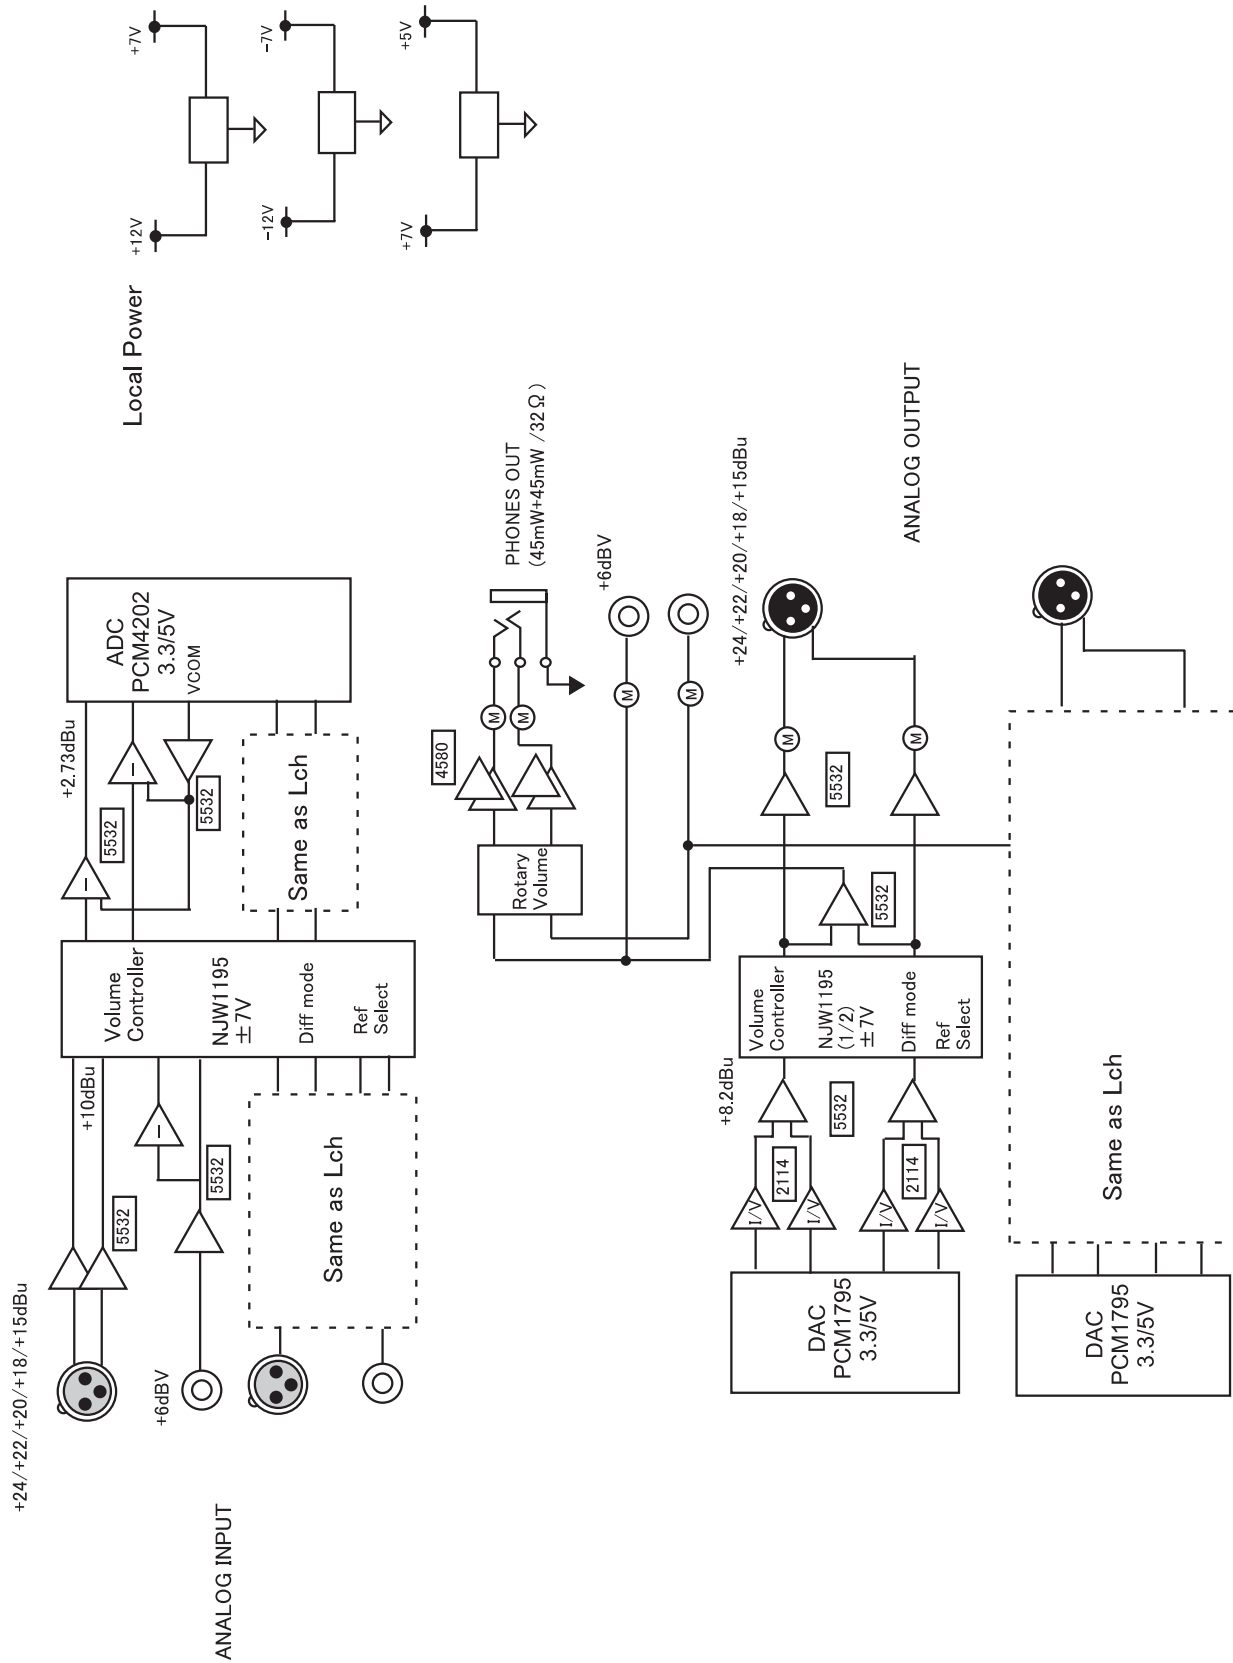 ANALOG INPUT
+24/+22/+20/+18/+15dBu
+6dBV
5532
+10dBu
5532
Same as Lch
Volume
Controller
NJW1195
±7V
Diff mode
Ref
Select
5532
+2.73dBu
5532
Same as Lch
ADC
PCM4202
3.3/5V
VCOM
Local Power
+12V
+7V
-12V
-7V
+7V
+5V
Rotary
Volume
4580
M
M
PHONES OUT
(45mW+45mW /32Ω)
M
M
+6dBV
DAC
PCM1795
3.3/5V
I/V
I/V
I/V
I/V
2114
2114
5532
+8.2dBu
Volume
Controller
NJW1195
(1/2)
±7V
Diff mode
Ref
Select
5532
5532
M
M
+24/+22/+20/+18/+15dBu
ANALOG OUTPUT
DAC
PCM1795
3.3/5V
Same as Lch